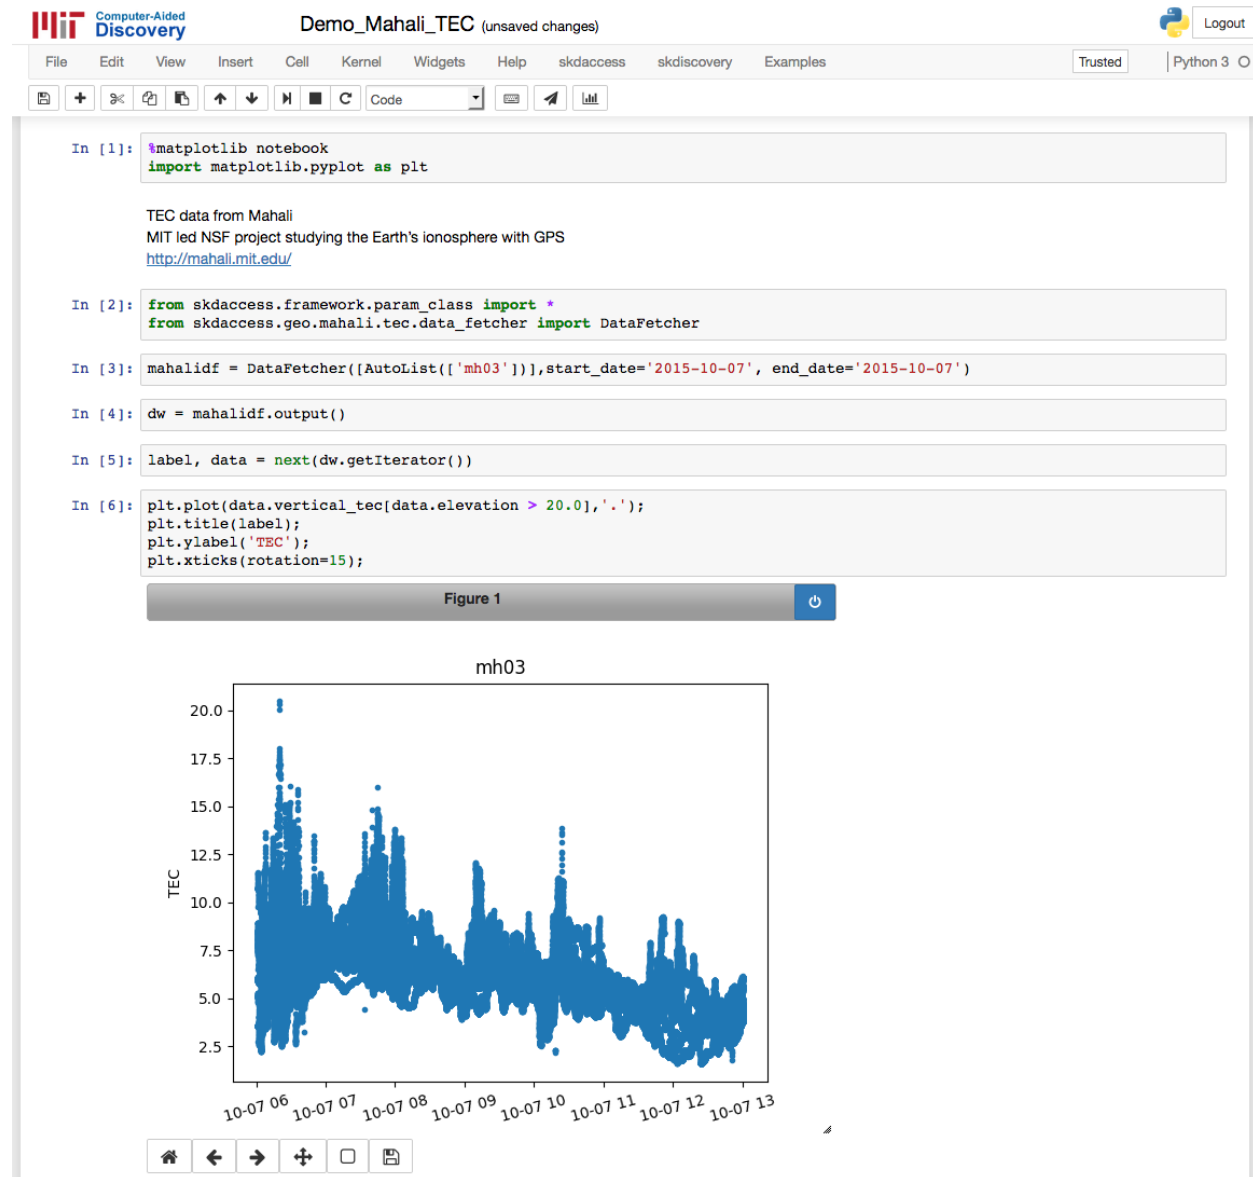 MIT Computer-Aided Discovery
Demo_Mahali_TEC (unsaved changes)
Logout
File Edit View Insert Cell Kernel Widgets Help skdaccess skdiscovery Examples Trusted Python 3
Code
In [1]: %matplotlib notebook
import matplotlib.pyplot as plt
TEC data from Mahali
MIT led NSF project studying the Earth's ionosphere with GPS
http://mahali.mit.edu/
In [2]: from skdaccess.framework.param_class import *
from skdaccess.geo.mahali.tec.data_fetcher import DataFetcher
In [3]: mahalidf = DataFetcher([AutoList(['mh03'])],start_date='2015-10-07', end_date='2015-10-07')
In [4]: dw = mahalidf.output()
In [5]: label, data = next(dw.getIterator())
In [6]: plt.plot(data.vertical_tec[data.elevation > 20.0],'.');
plt.title(label);
plt.ylabel('TEC');
plt.xticks(rotation=15);
Figure 1
mh03
20.0
17.5
15.0
12.5
10.0
7.5
5.0
2.5
TEC
10-07 06 10-07 07 10-07 08 10-07 09 10-07 10 10-07 11 10-07 12 10-07 13